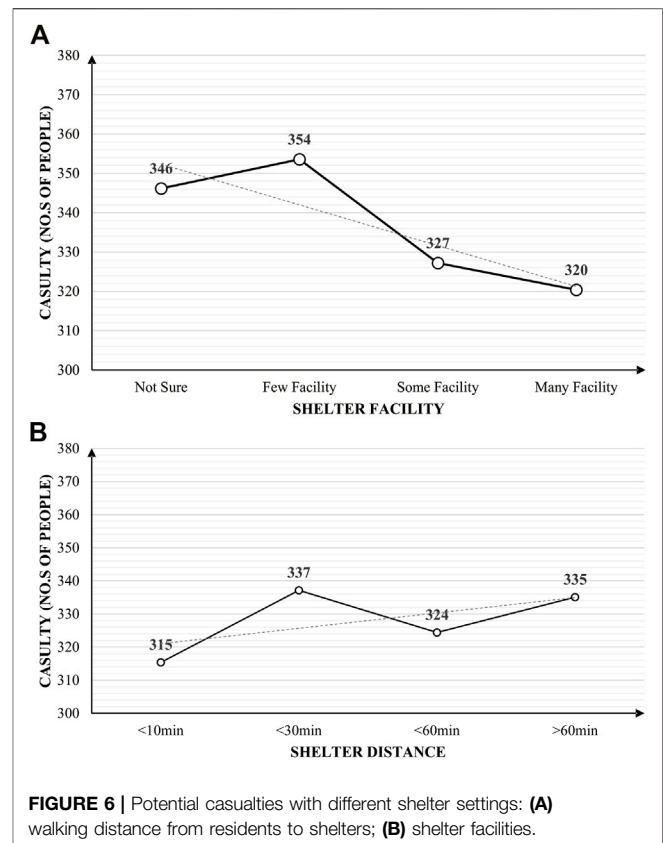 A
380
370
360
350
340
330
320
310
300
CASULTY (NO.S OF PEOPLE)
346
354
327
320
Not Sure Few Facility Some Facility Many Facility
SHELTER FACILITY
B
380
370
360
350
340
330
320
310
300
CASULTY (NO.S OF PEOPLE)
315
337
324
335
<10min <30min <60min >60min
SHELTER DISTANCE
FIGURE 6 | Potential casualties with different shelter settings: (A)
walking distance from residents to shelters; (B) shelter facilities.